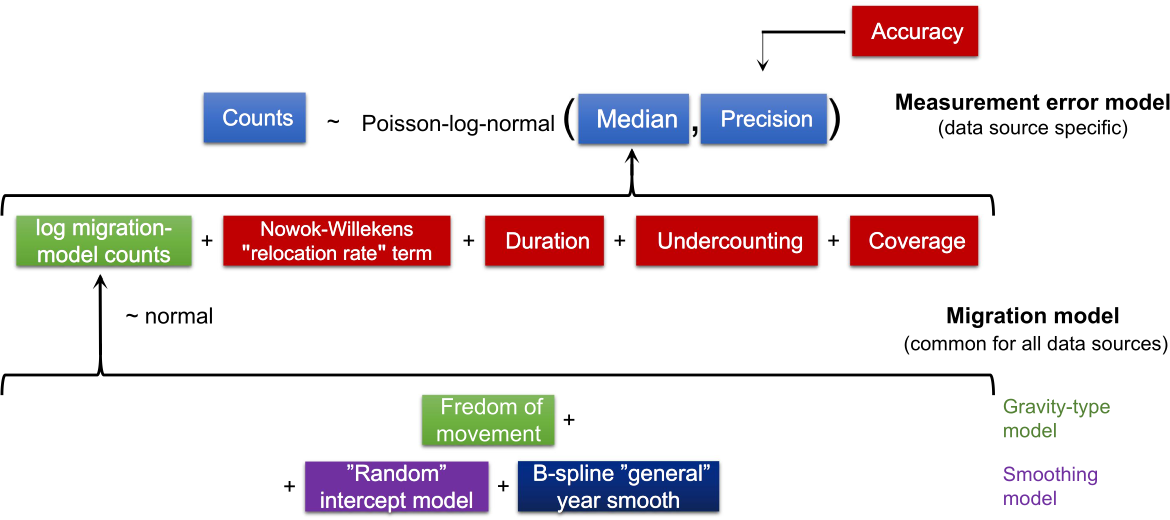 Accuracy
Counts ~ Poisson-log-normal ( Median , Precision )
Measurement error model
(data source specific)
log migration-
model counts
+
Nowok-Willekens
"relocation rate" term
+ Duration + Undercounting + Coverage
~ normal
Migration model
(common for all data sources)
Fredom of
movement
+
Gravity-type
model
+
”Random”
intercept model
+
B-spline ”general”
year smooth
Smoothing
model